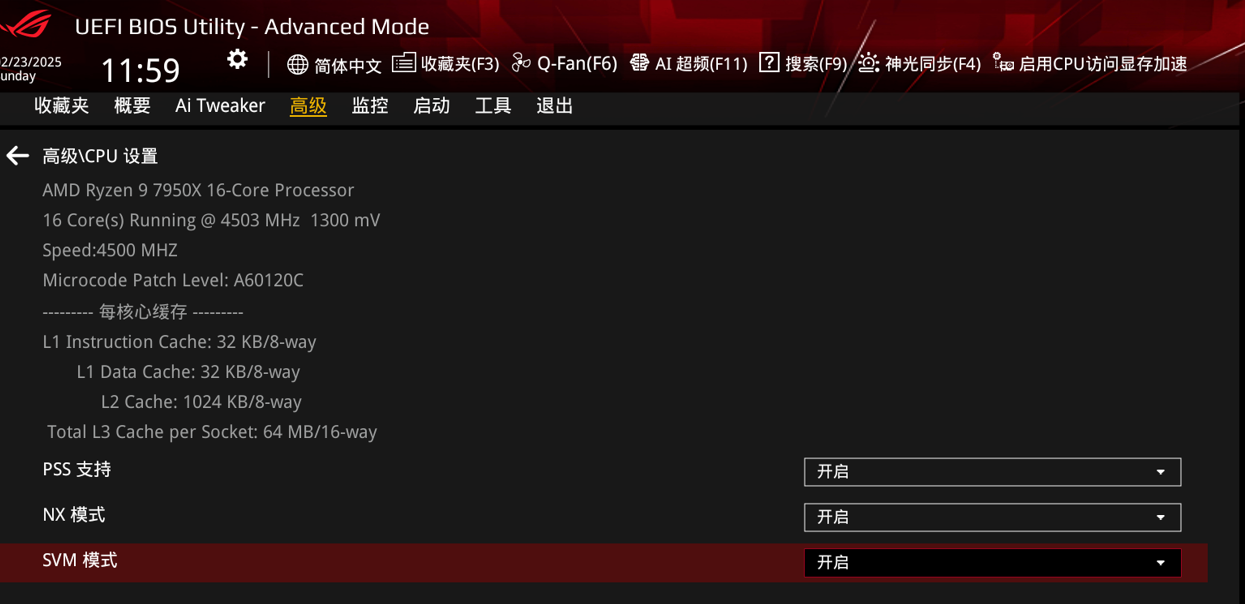 UEFI BIOS Utility - Advanced Mode
2/23/2025
unday
11:59
简体中文 收藏夹(F3) Q-Fan(F6) AI 超频(F11) 搜索(F9) 神光同步(F4) 启用CPU访问显存加速
收藏夹 概要 Ai Tweaker 高级 监控 启动 工具 退出
高级\CPU 设置
AMD Ryzen 9 7950X 16-Core Processor
16 Core(s) Running @ 4503 MHz 1300 mV
Speed:4500 MHZ
Microcode Patch Level: A60120C
--------- 每核心缓存 ---------
L1 Instruction Cache: 32 KB/8-way
L1 Data Cache: 32 KB/8-way
L2 Cache: 1024 KB/8-way
Total L3 Cache per Socket: 64 MB/16-way
PSS 支持 开启
NX 模式 开启
SVM 模式 开启